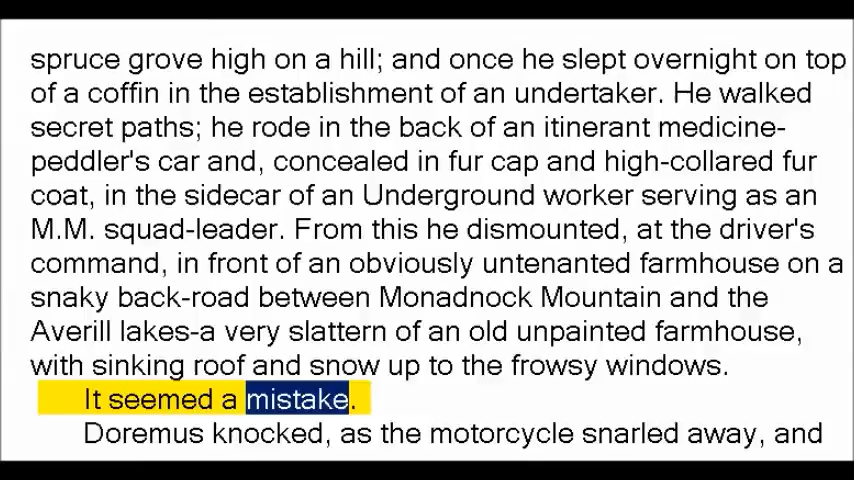 spruce grove high on a hill; and once he slept overnight on top
of a coffin in the establishment of an undertaker. He walked
secret paths; he rode in the back of an itinerant medicine-
peddler's car and, concealed in fur cap and high-collared fur
coat, in the sidecar of an Underground worker serving as an
M.M. squad-leader. From this he dismounted, at the driver's
command, in front of an obviously untenanted farmhouse on a
snaky back-road between Monadnock Mountain and the
Averill lakes-a very slattern of an old unpainted farmhouse,
with sinking roof and snow up to the frowsy windows.
It seemed a mistake.
Doremus knocked, as the motorcycle snarled away, and